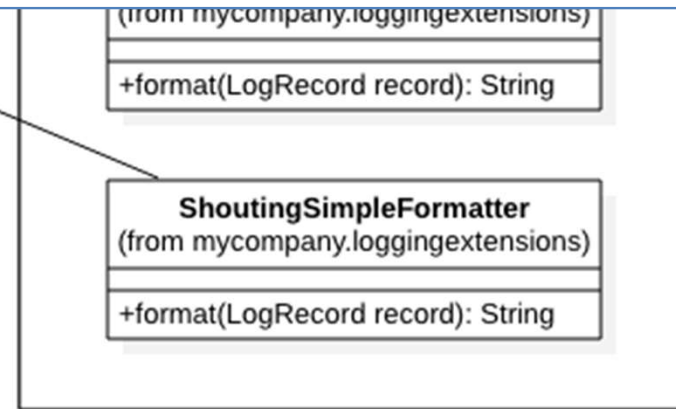 (from mycompany.loggingextensions)
+format(LogRecord record): String
ShoutingSimpleFormatter
(from mycompany.loggingextensions)
+format(LogRecord record): String